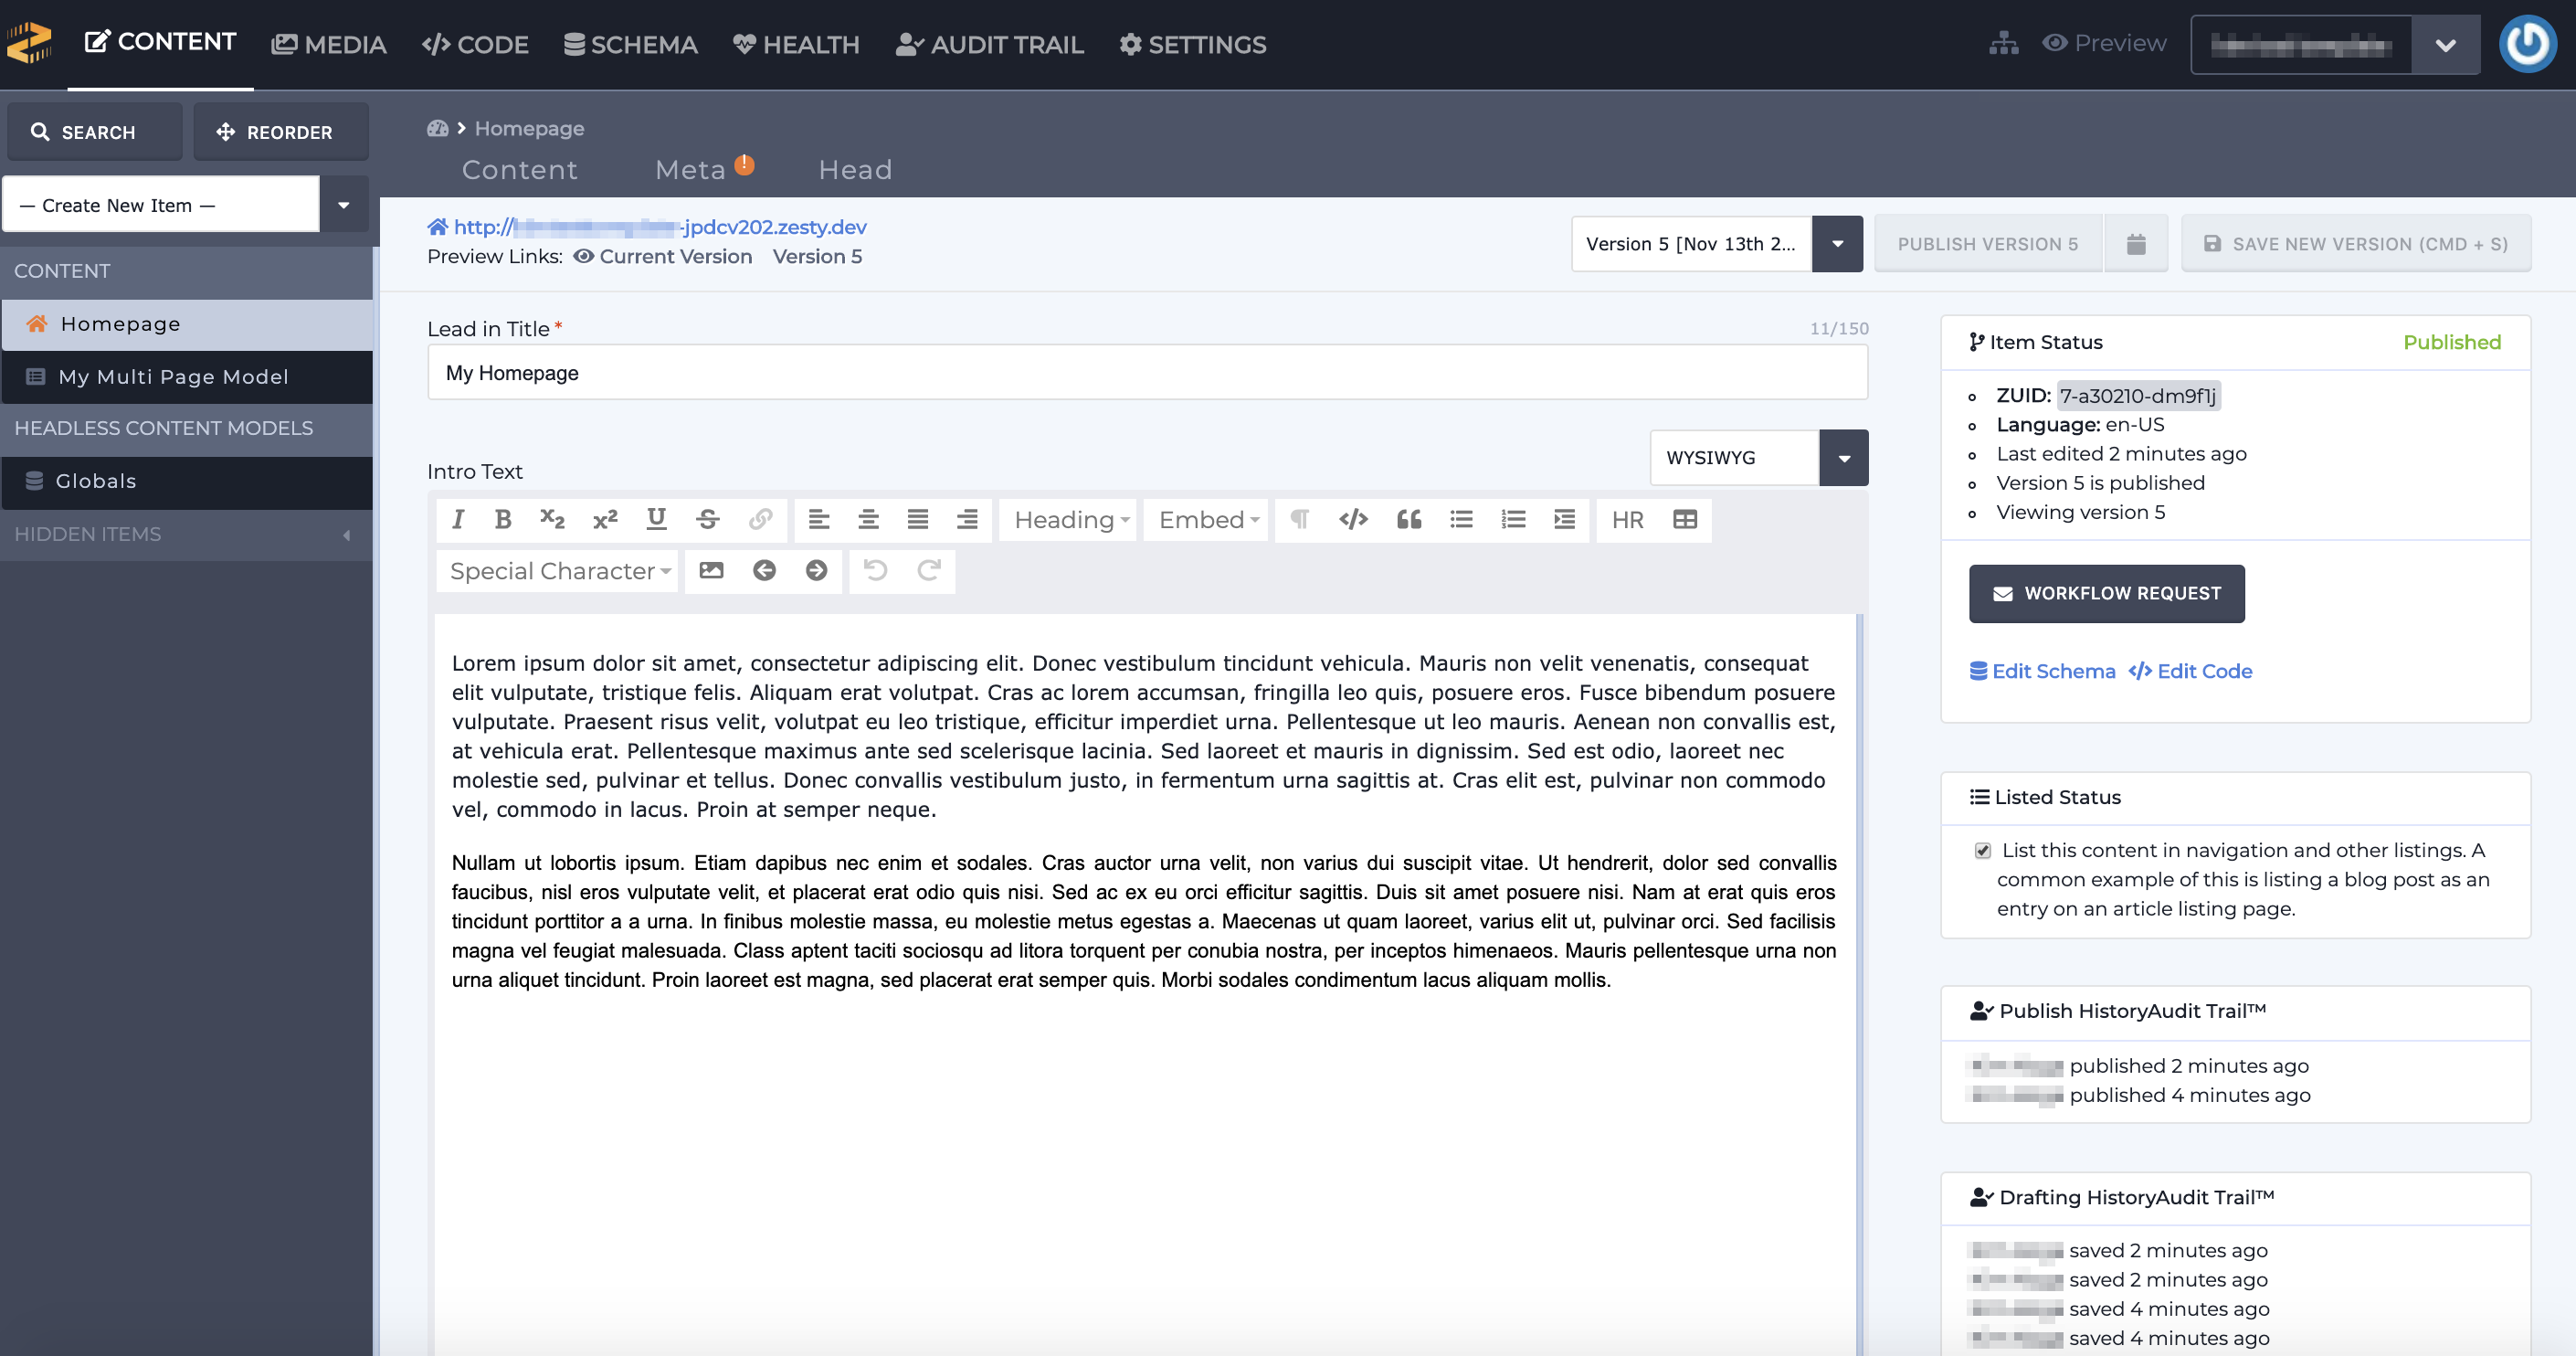 CONTENT MEDIA CODE SCHEMA HEALTH AUDIT TRAIL SETTINGS Preview
SEARCH REORDER
— Create New Item —
CONTENT
Homepage
My Multi Page Model
HEADLESS CONTENT MODELS
Globals
HIDDEN ITEMS
Homepage
Content Meta ! Head
http:// -jpdcv202.zesty.dev
Preview Links: Current Version Version 5
Version 5 [Nov 13th 2... PUBLISH VERSION 5 SAVE NEW VERSION (CMD + S)
Lead in Title * 11/150
My Homepage
Intro Text WYSIWYG
I B X2 x2 U S Heading Embed ¶ </> HR
Special Character
Lorem ipsum dolor sit amet, consectetur adipiscing elit. Donec vestibulum tincidunt vehicula. Mauris non velit venenatis, consequat
elit vulputate, tristique felis. Aliquam erat volutpat. Cras ac lorem accumsan, fringilla leo quis, posuere eros. Fusce bibendum posuere
vulputate. Praesent risus velit, volutpat eu leo tristique, efficitur imperdiet urna. Pellentesque ut leo mauris. Aenean non convallis est,
at vehicula erat. Pellentesque maximus ante sed scelerisque lacinia. Sed laoreet et mauris in dignissim. Sed est odio, laoreet nec
molestie sed, pulvinar et tellus. Donec convallis vestibulum justo, in fermentum urna sagittis at. Cras elit est, pulvinar non commodo
vel, commodo in lacus. Proin at semper neque.
Nullam ut lobortis ipsum. Etiam dapibus nec enim et sodales. Cras auctor urna velit, non varius dui suscipit vitae. Ut hendrerit, dolor sed convallis
faucibus, nisl eros vulputate velit, et placerat erat odio quis nisi. Sed ac ex eu orci efficitur sagittis. Duis sit amet posuere nisi. Nam at erat quis eros
tincidunt porttitor a a urna. In finibus molestie massa, eu molestie metus egestas a. Maecenas ut quam laoreet, varius elit ut, pulvinar orci. Sed facilisis
magna vel feugiat malesuada. Class aptent taciti sociosqu ad litora torquent per conubia nostra, per inceptos himenaeos. Mauris pellentesque urna non
urna aliquet tincidunt. Proin laoreet est magna, sed placerat erat semper quis. Morbi sodales condimentum lacus aliquam mollis.
Item Status Published
ZUID: 7-a30210-dm9f1j
Language: en-US
Last edited 2 minutes ago
Version 5 is published
Viewing version 5
WORKFLOW REQUEST
Edit Schema </> Edit Code
Listed Status
List this content in navigation and other listings. A
common example of this is listing a blog post as an
entry on an article listing page.
Publish HistoryAudit Trail™
published 2 minutes ago
published 4 minutes ago
Drafting HistoryAudit Trail™
saved 2 minutes ago
saved 2 minutes ago
saved 4 minutes ago
saved 4 minutes ago